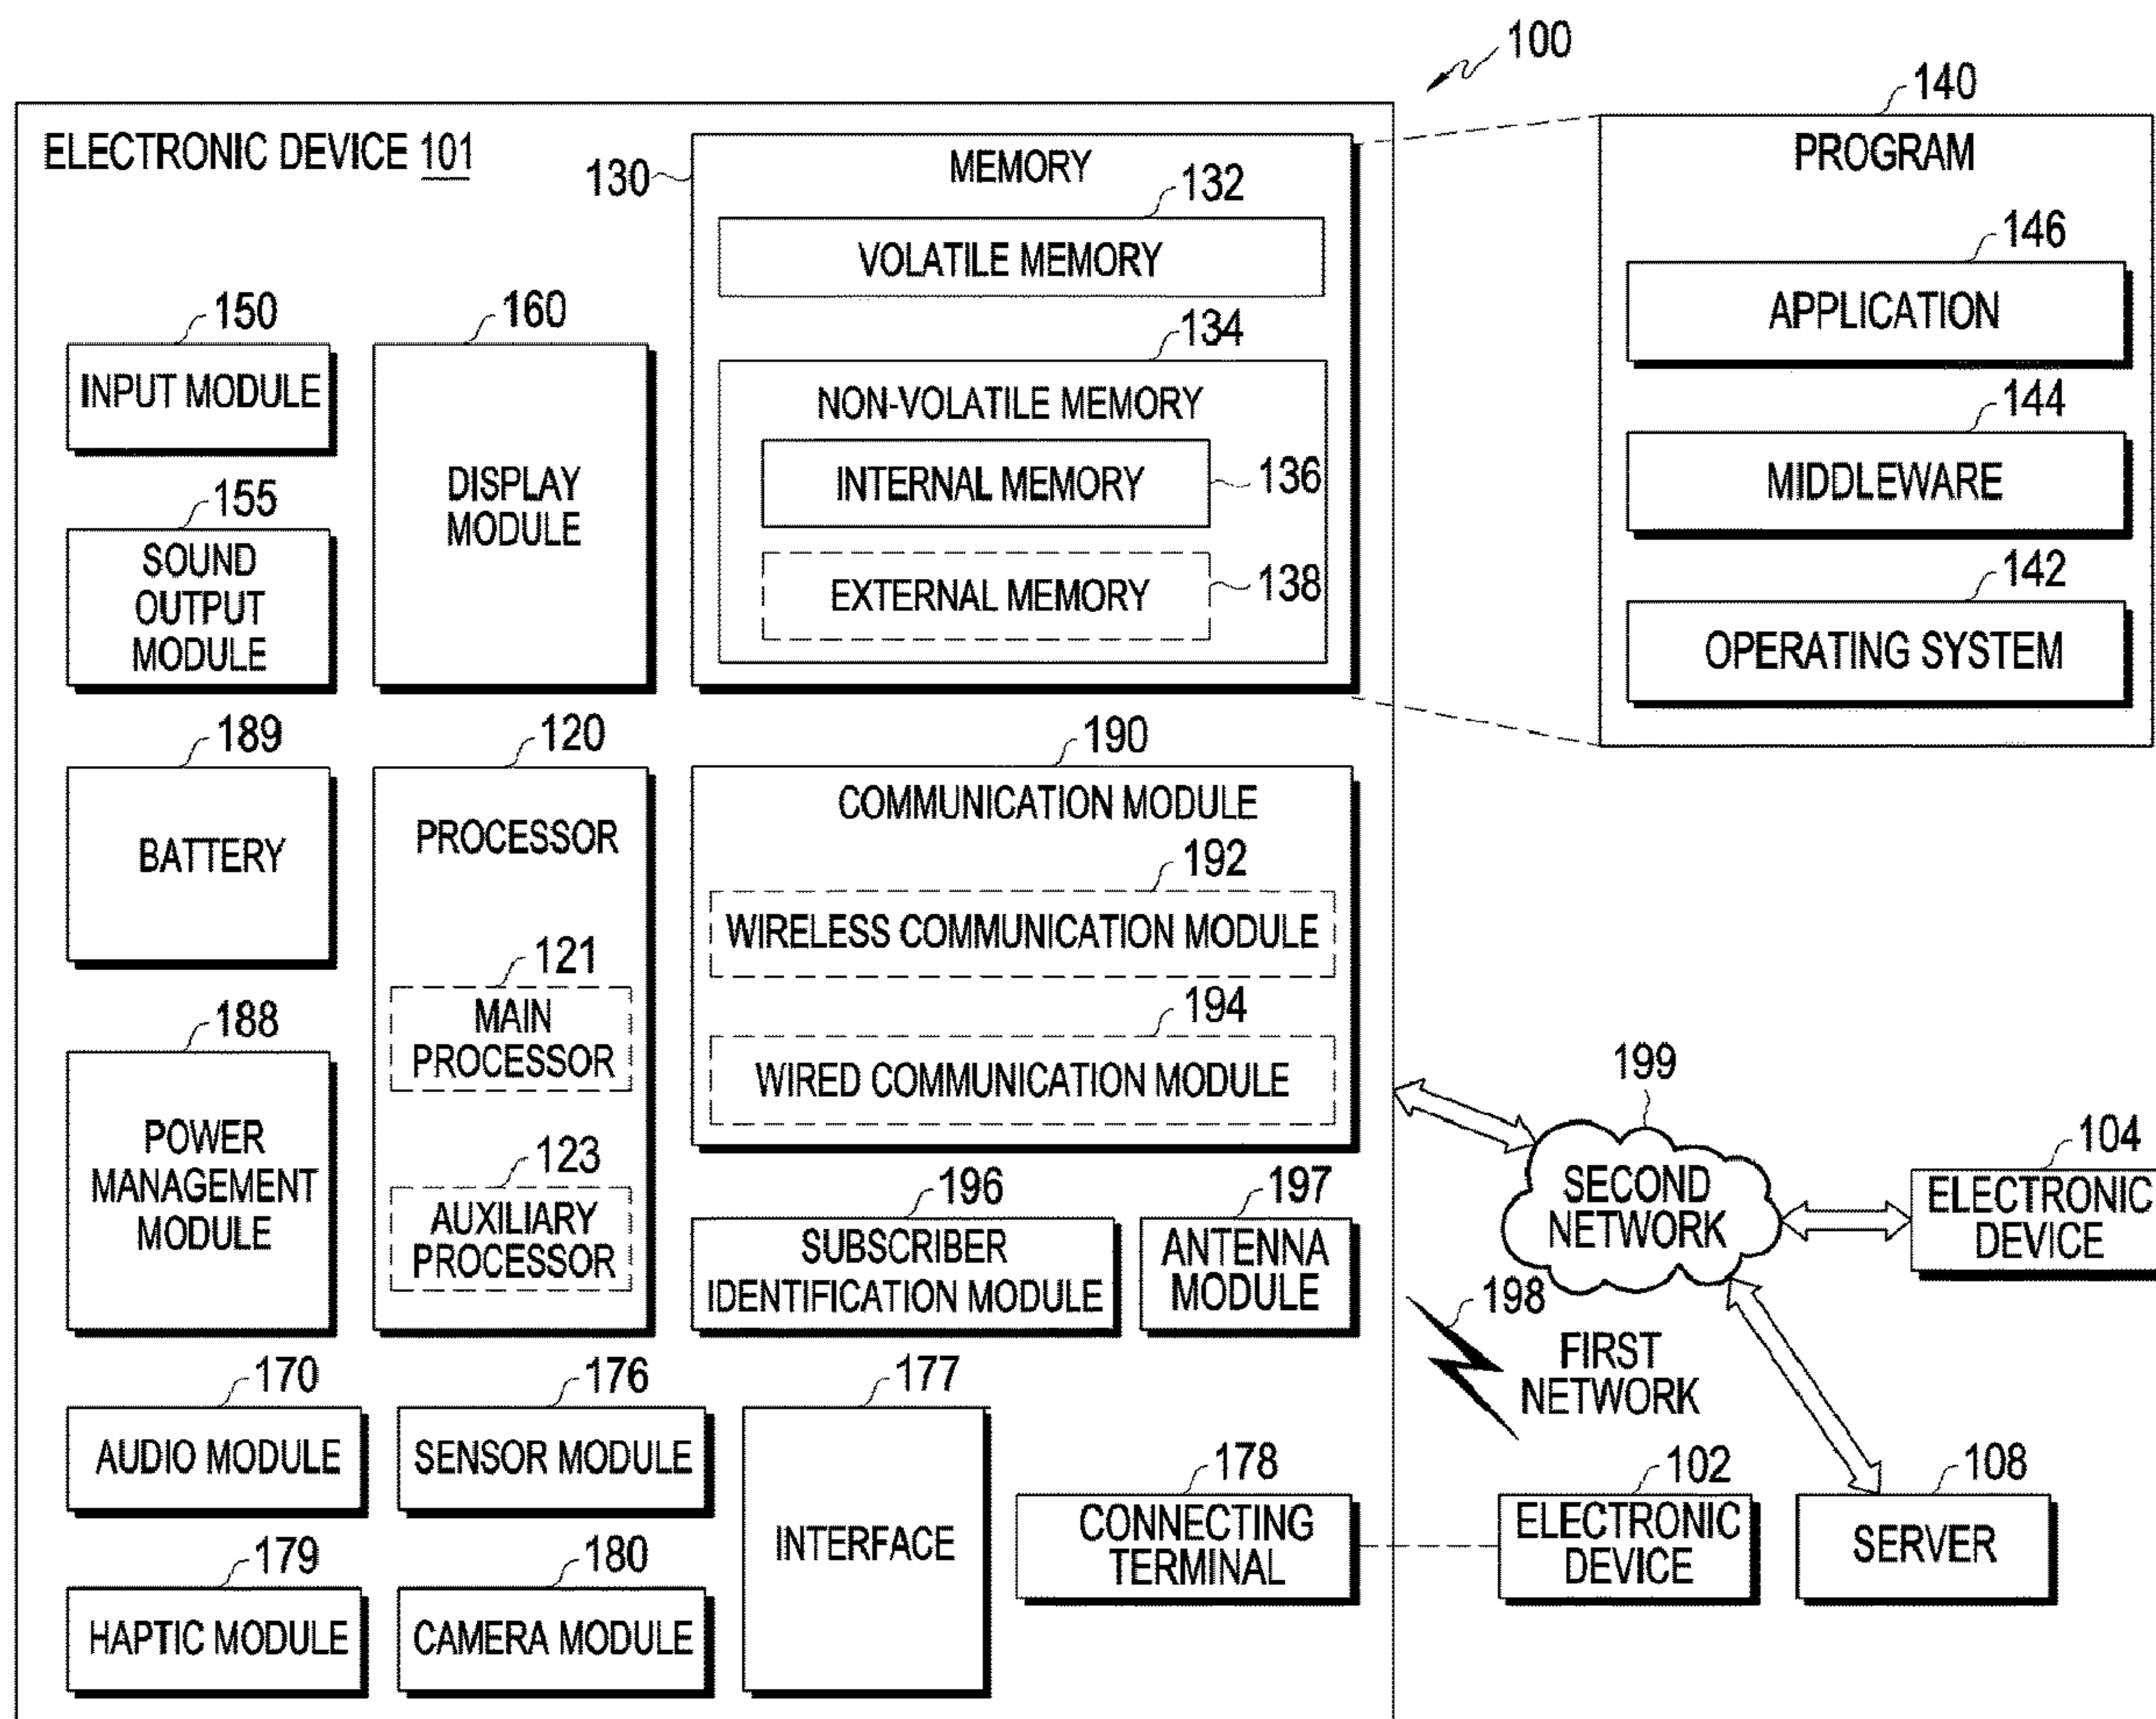 100
ELECTRONIC DEVICE 101
130
MEMORY
132
VOLATILE MEMORY
134
NON-VOLATILE MEMORY
INTERNAL MEMORY
136
EXTERNAL MEMORY
138
140
PROGRAM
146
APPLICATION
144
MIDDLEWARE
142
OPERATING SYSTEM
150
INPUT MODULE
155
SOUND
OUTPUT
MODULE
160
DISPLAY
MODULE
189
BATTERY
120
PROCESSOR
121
MAIN
PROCESSOR
123
AUXILIARY
PROCESSOR
190
COMMUNICATION MODULE
192
WIRELESS COMMUNICATION MODULE
194
WIRED COMMUNICATION MODULE
188
POWER
MANAGEMENT
MODULE
196
SUBSCRIBER
IDENTIFICATION MODULE
197
ANTENNA
MODULE
199
SECOND
NETWORK
104
ELECTRONIC
DEVICE
198
FIRST
NETWORK
170
AUDIO MODULE
176
SENSOR MODULE
177
INTERFACE
178
CONNECTING
TERMINAL
102
ELECTRONIC
DEVICE
108
SERVER
179
HAPTIC MODULE
180
CAMERA MODULE